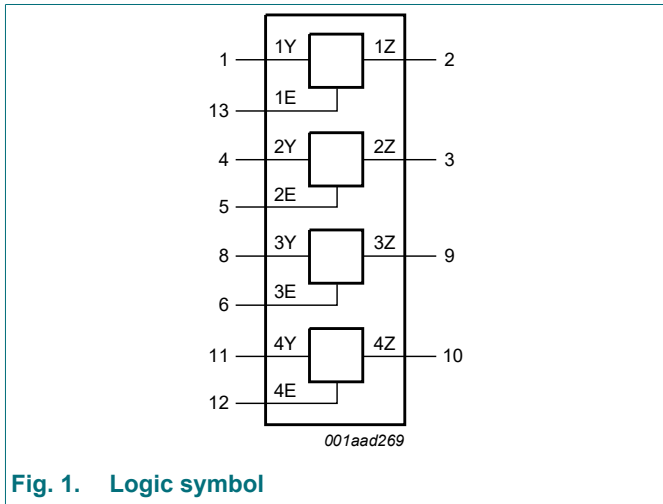 1 1Y 1Z 2
13 1E
4 2Y 2Z 3
5 2E
8 3Y 3Z 9
6 3E
11 4Y 4Z 10
12 4E
001aad269
Fig. 1. Logic symbol